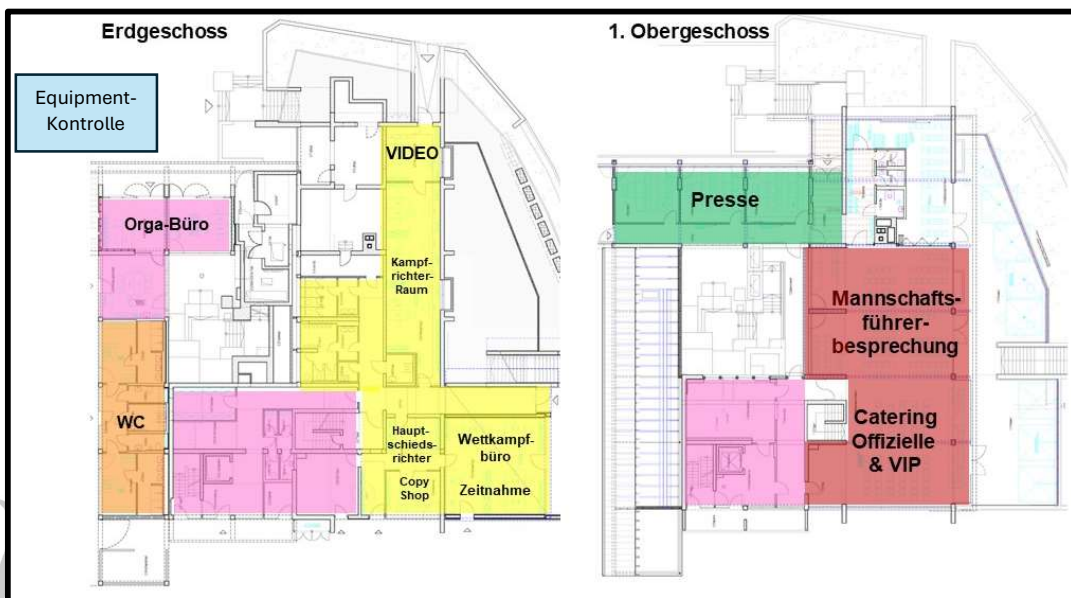 Erdgeschoss
Equipment-
Kontrolle
VIDEO
Orga-Büro
Kampf
richter-
Raum
WC
Haupt-
schieds-
richter
Copy
Shop
Wettkampf-
büro
Zeitnahme
1. Obergeschoss
Presse
Mannschafts-
führer-
besprechung
Catering
Offizielle
& VIP